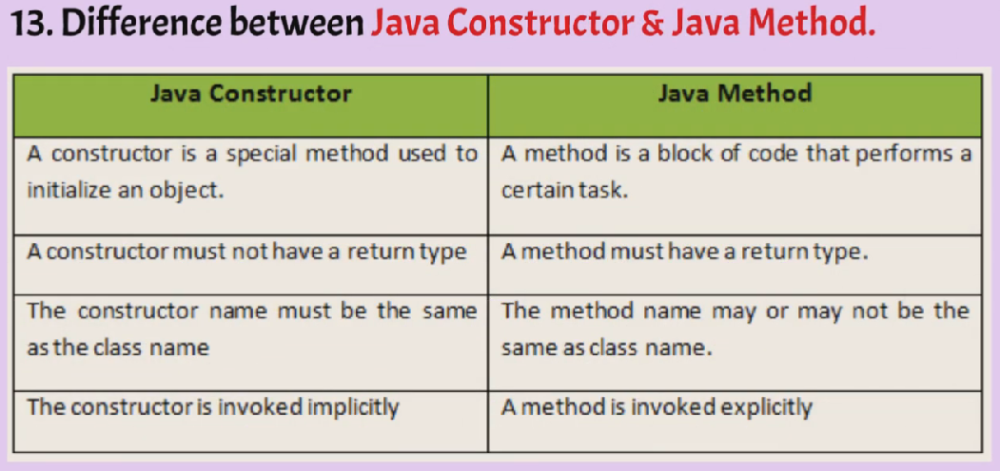 13. Difference between Java Constructor & Java Method.
Java Constructor
Java Method
A constructor is a special method used to
initialize an object.
A method is a block of code that performs a
certain task.
A constructor must not have a return type
A method must have a return type.
The constructor name must be the same
as the class name
The method name may or may not be the
same as class name.
The constructor is invoked implicitly
A method is invoked explicitly